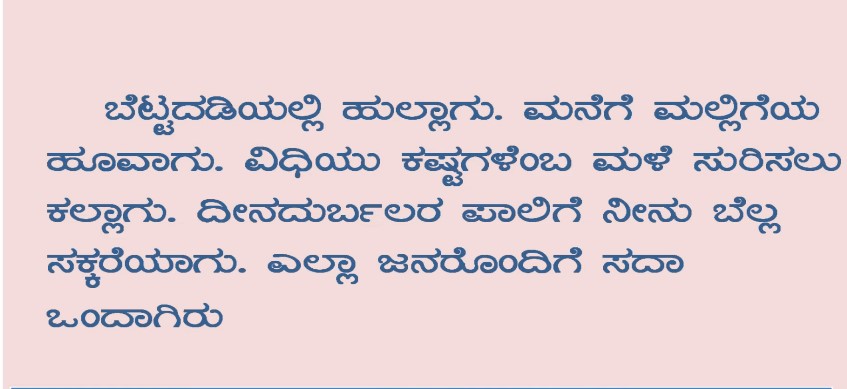 ಬೆಟ್ಟದಡಿಯಲ್ಲಿ ಹುಲ್ಲಾಗು. ಮನೆಗೆ ಮಲ್ಲಿಗೆಯ
ಹೂವಾಗು. ವಿಧಿಯು ಕಷ್ಟಗಳೆಂಬ ಮಳೆ ಸುರಿಸಲು
ಕಲ್ಲಾಗು. ದೀನದುರ್ಬಲರ ಪಾಲಿಗೆ ನೀನು ಬೆಲ್ಲ
ಸಕ್ಕರೆಯಾಗು. ಎಲ್ಲಾ ಜನರೊಂದಿಗೆ ಸದಾ
ಒಂದಾಗಿರು